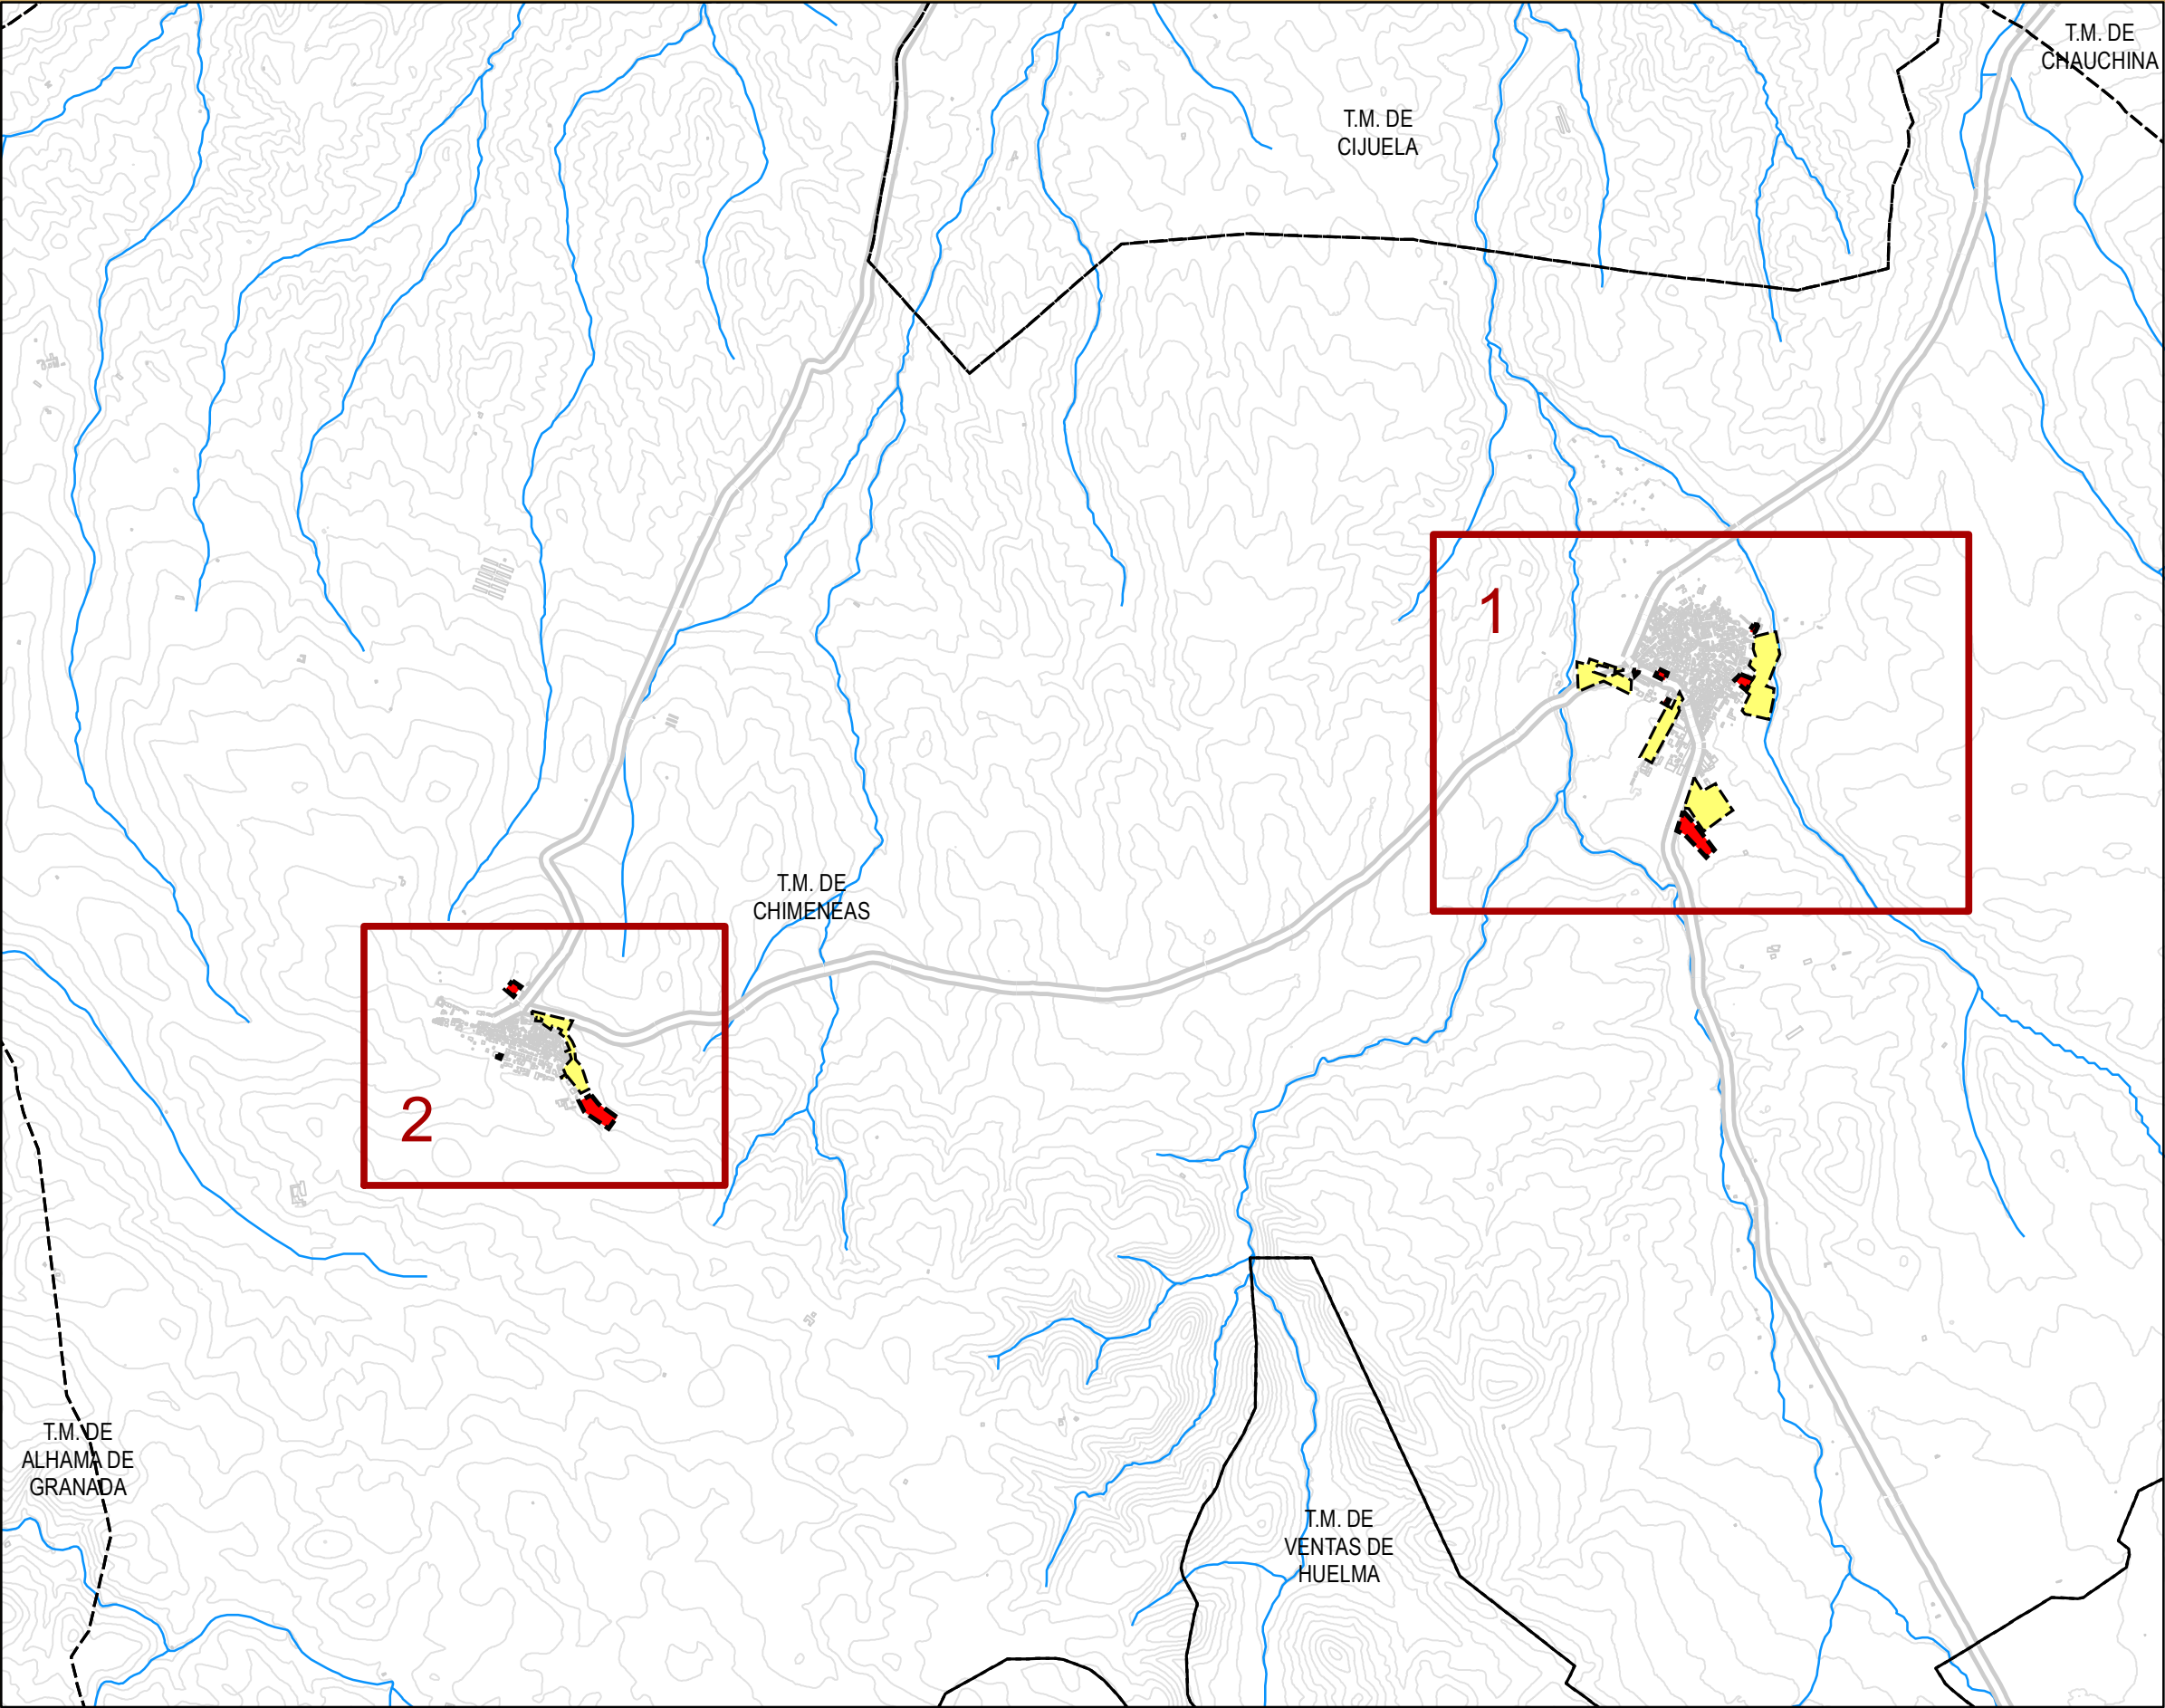 T.M. DE
CHAUCHINA
T.M. DE
CIJUELA
1
T.M. DE
CHIMENEAS
2
T.M. DE
ALHAMA DE
GRANADA
T.M. DE
VENTAS DE
HUELMA